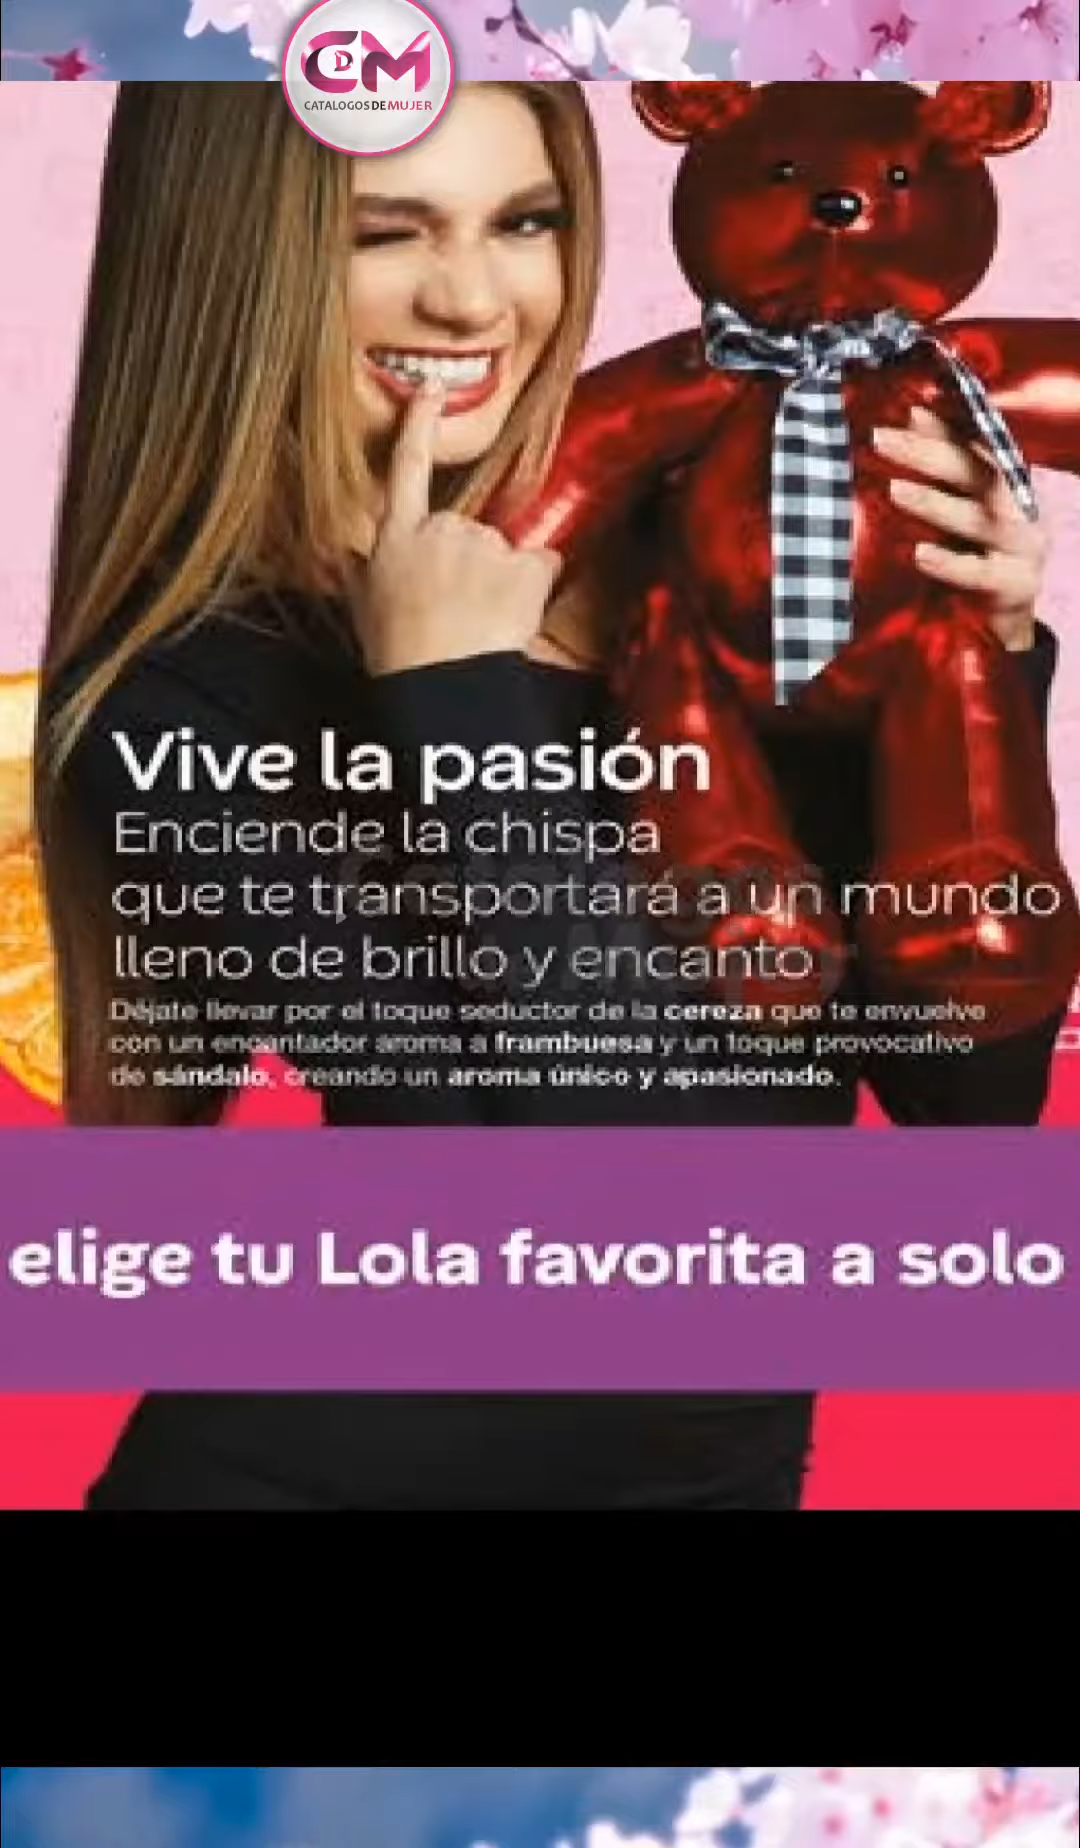 CDM
CATALOGOS DE MUJER
Vive la pasión
Enciende la chispa
que te transportará a un mundo
lleno de brillo y encanto
Déjate llevar por el toque seductor de la cereza que te envuelve
con un encantador aroma a frambuesa y un toque provocativo
de sándalo, creando un aroma único y apasionado.
elige tu Lola favorita a solo